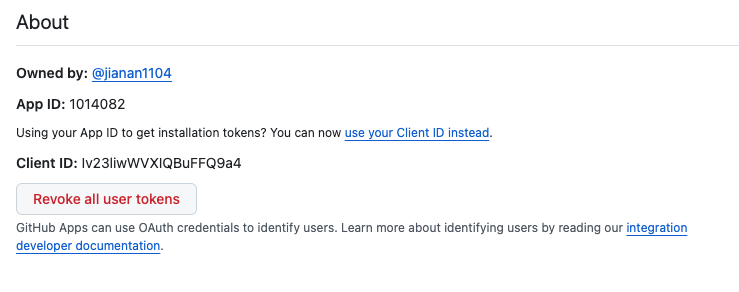 About
Owned by: @jianan1104
App ID: 1014082
Using your App ID to get installation tokens? You can now use your Client ID instead.
Client ID: Iv23liwWVXIQBuFFQ9a4
Revoke all user tokens
GitHub Apps can use OAuth credentials to identify users. Learn more about identifying users by reading our integration
developer documentation.